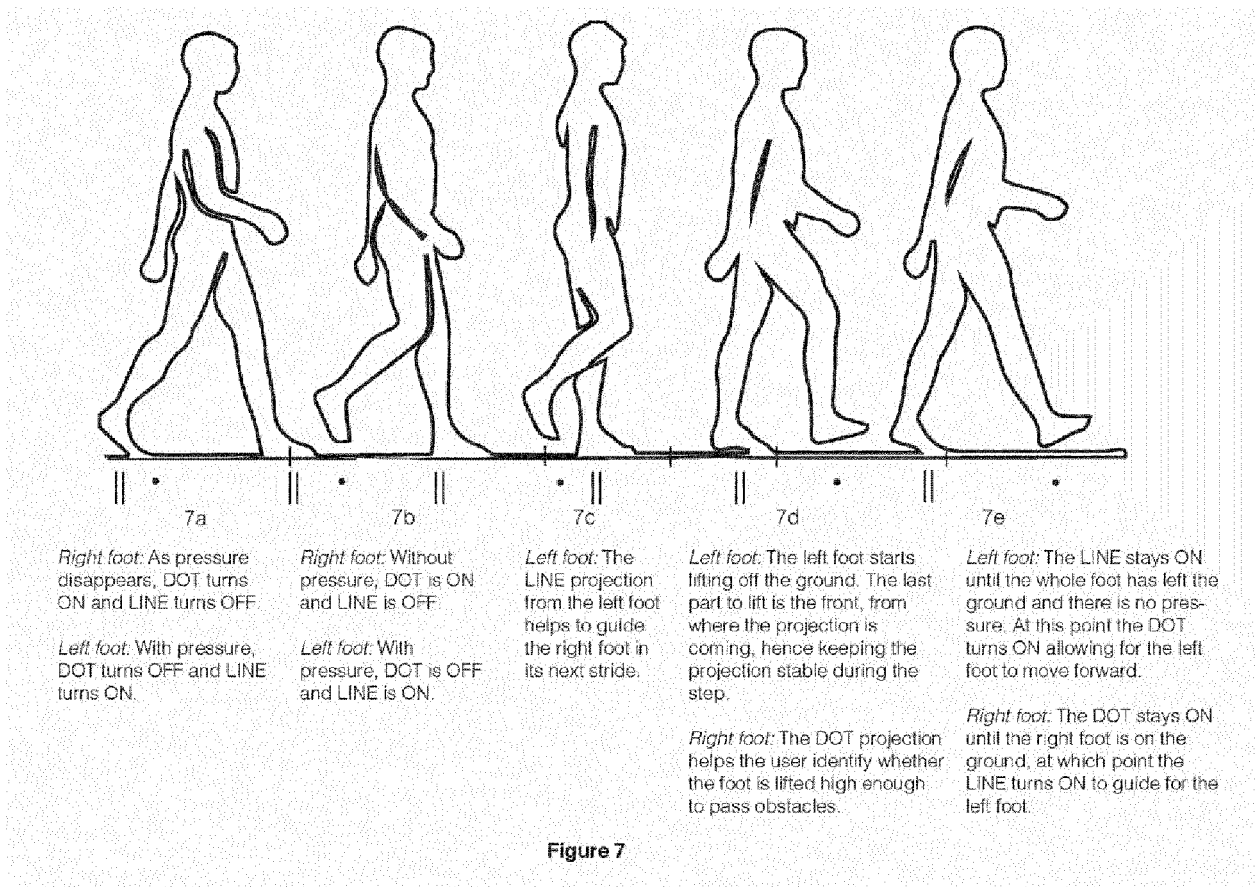 7a
7b
7c
7d
7e
Right foot: As pressure
disappears, DOT turns
ON and LINE turns OFF.
Left foot: With pressure,
DOT turns OFF and LINE
turns ON.
Right foot: Without
pressure, DOT is ON
and LINE is OFF.
Left foot: With
pressure, DOT is OFF
and LINE is ON.
Left foot: The
LINE projection
from the left foot
helps to guide
the right foot in
its next stride.
Left foot: The left foot starts
lifting off the ground. The last
part to lift is the front, from
where the projection is
coming, hence keeping the
projection stable during the
step.
Right foot: The DOT projection
helps the user identify whether
the foot is lifted high enough
to pass obstacles.
Left foot: The LINE stays ON
until the whole foot has left the
ground and there is no pres-
sure. At this point the DOT
turns ON allowing for the left
foot to move forward.
Right foot: The DOT stays ON
until the right foot is on the
ground, at which point the
LINE turns ON to guide for the
left foot.
Figure 7